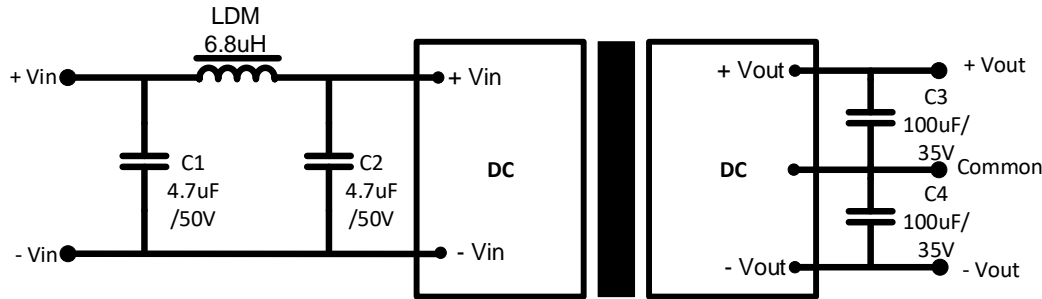 LDM
6.8uH
+ Vin
+ Vin
C1
4.7uF
/50V
C2
4.7uF
/50V
- Vin
- Vin
DC
DC
+ Vout
+ Vout
C3
100uF/
35V
Common
C4
100uF/
35V
- Vout
- Vout